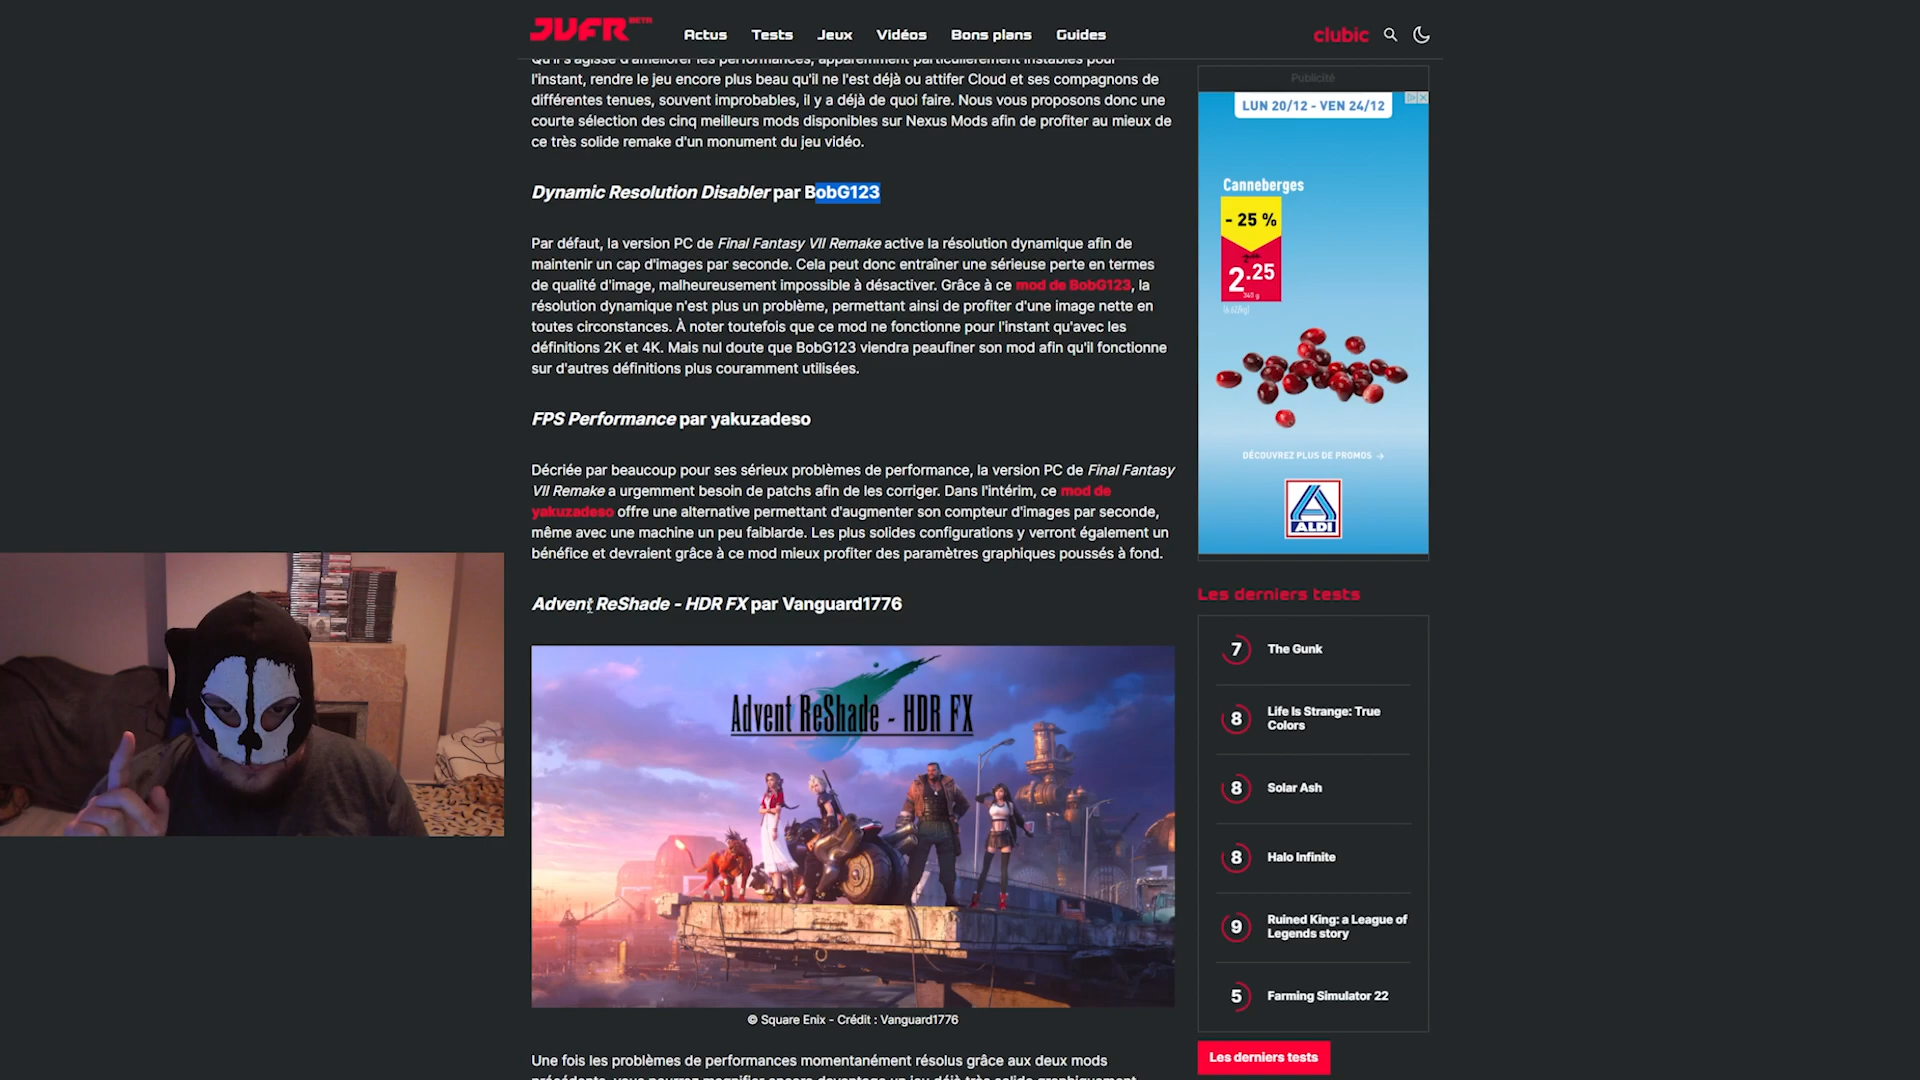 JVFR BETA
Actus Tests Jeux Vidéos Bons plans Guides
clubic
Qu'il s'agisse d'améliorer les performances, apparemment particulièrement instables pour
l'instant, rendre le jeu encore plus beau qu'il ne l'est déjà ou attifer Cloud et ses compagnons de
différentes tenues, souvent improbables, il y a déjà de quoi faire. Nous vous proposons donc une
courte sélection des cinq meilleurs mods disponibles sur Nexus Mods afin de profiter au mieux de
ce très solide remake d'un monument du jeu vidéo.
Dynamic Resolution Disabler par BobG123
Par défaut, la version PC de Final Fantasy VII Remake active la résolution dynamique afin de
maintenir un cap d'images par seconde. Cela peut donc entraîner une sérieuse perte en termes
de qualité d'image, malheureusement impossible à désactiver. Grâce à ce mod de BobG123, la
résolution dynamique n'est plus un problème, permettant ainsi de profiter d'une image nette en
toutes circonstances. À noter toutefois que ce mod ne fonctionne pour l'instant qu'avec les
définitions 2K et 4K. Mais nul doute que BobG123 viendra peaufiner son mod afin qu'il fonctionne
sur d'autres définitions plus couramment utilisées.
FPS Performance par yakuzadeso
Décriée par beaucoup pour ses sérieux problèmes de performance, la version PC de Final Fantasy
VII Remake a urgemment besoin de patchs afin de les corriger. Dans l'intérim, ce mod de
yakuzadeso offre une alternative permettant d'augmenter son compteur d'images par seconde,
même avec une machine un peu faiblarde. Les plus solides configurations y verront également un
bénéfice et devraient grâce à ce mod mieux profiter des paramètres graphiques poussés à fond.
Advent ReShade - HDR FX par Vanguard1776
Advent ReShade - HDR FX
© Square Enix - Crédit : Vanguard1776
Une fois les problèmes de performances momentanément résolus grâce aux deux mods
Publicité
LUN 20/12 - VEN 24/12
Canneberges
- 25 %
2.25
340 g
DÉCOUVREZ PLUS DE PROMOS →
ALDI
Les derniers tests
7 The Gunk
8 Life Is Strange: True
Colors
8 Solar Ash
8 Halo Infinite
9 Ruined King: a League of
Legends story
5 Farming Simulator 22
Les derniers tests